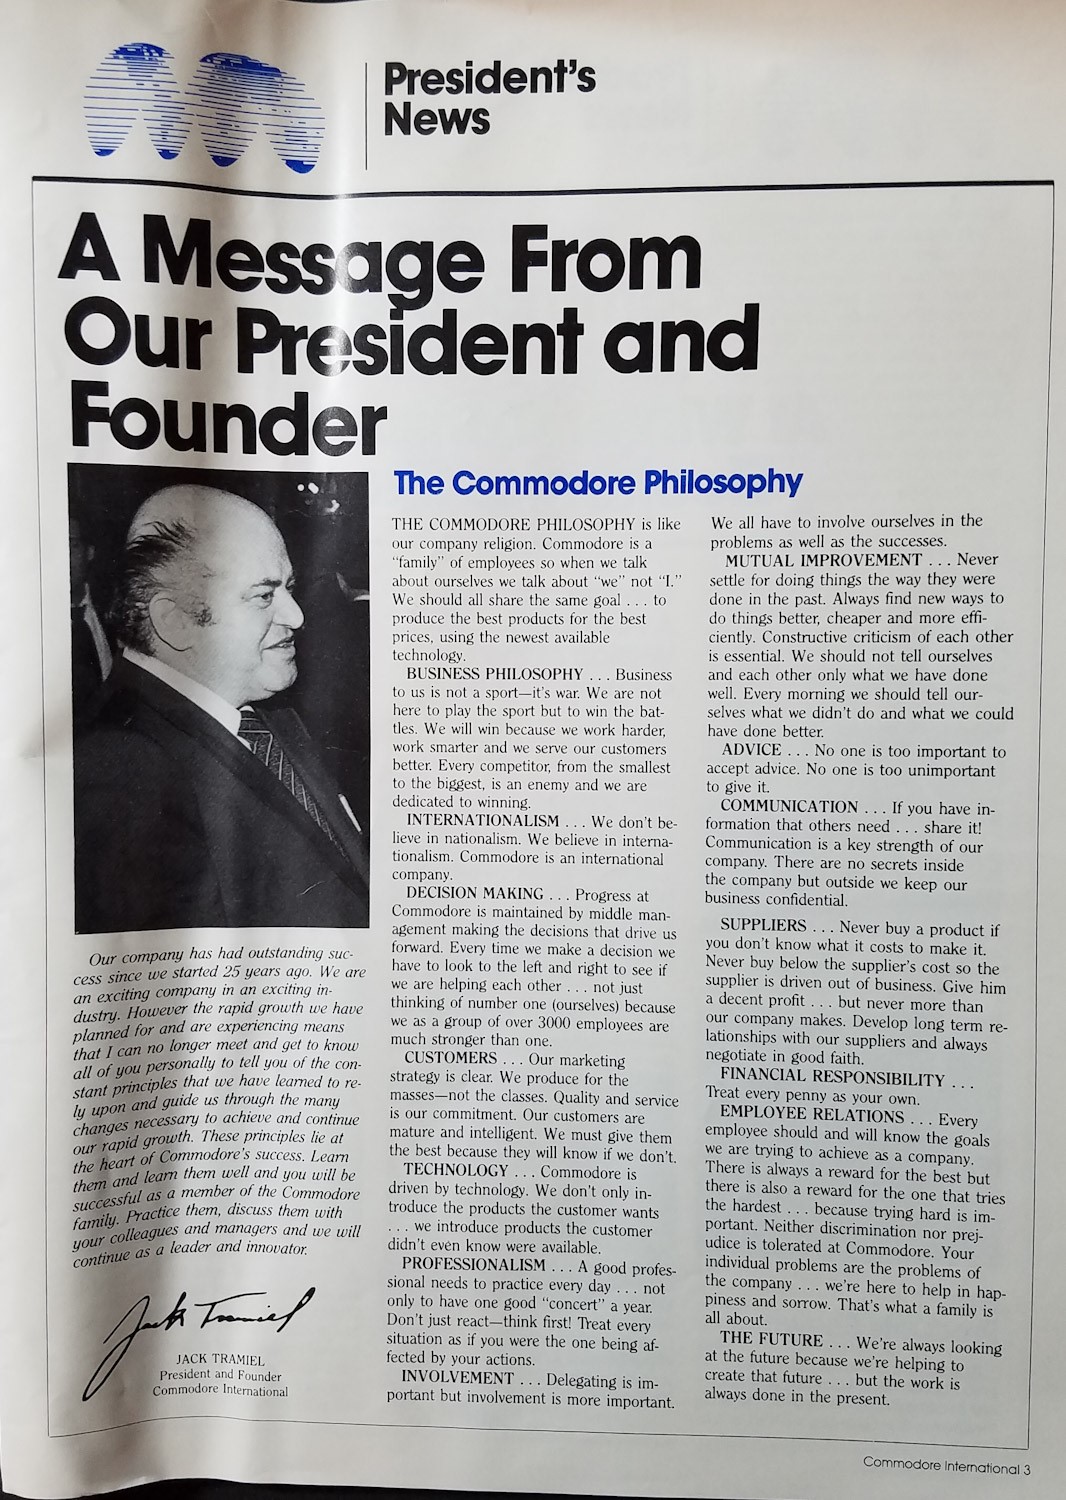 President's
News
A Message From
Our President and
Founder
Our company has had outstanding suc-
cess since we started 25 years ago. We are
an exciting company in an exciting in-
dustry. However the rapid growth we have
planned for and are experiencing means
that I can no longer meet and get to know
all of you personally to tell you of the con-
stant principles that we have learned to re-
ly upon and guide us through the many
changes necessary to achieve and continue
our rapid growth. These principles lie at
the heart of Commodore's success. Learn
them and learn them well and you will be
successful as a member of the Commodore
family. Practice them, discuss them with
your colleagues and managers and we will
continue as a leader and innovator.
Jack Tramiel
JACK TRAMIEL
President and Founder
Commodore International
The Commodore Philosophy
THE COMMODORE PHILOSOPHY is like
our company religion. Commodore is a
“family” of employees so when we talk
about ourselves we talk about “we” not “I.”
We should all share the same goal . . . to
produce the best products for the best
prices, using the newest available
technology.
BUSINESS PHILOSOPHY . . . Business
to us is not a sport—it's war. We are not
here to play the sport but to win the bat-
tles. We will win because we work harder,
work smarter and we serve our customers
better. Every competitor, from the smallest
to the biggest, is an enemy and we are
dedicated to winning.
INTERNATIONALISM . . . We don't be-
lieve in nationalism. We believe in interna-
tionalism. Commodore is an international
company.
DECISION MAKING . . . Progress at
Commodore is maintained by middle man-
agement making the decisions that drive us
forward. Every time we make a decision we
have to look to the left and right to see if
we are helping each other . . . not just
thinking of number one (ourselves) because
we as a group of over 3000 employees are
much stronger than one.
CUSTOMERS . . . Our marketing
strategy is clear. We produce for the
masses—not the classes. Quality and service
is our commitment. Our customers are
mature and intelligent. We must give them
the best because they will know if we don't.
TECHNOLOGY . . . Commodore is
driven by technology. We don't only in-
troduce the products the customer wants
. . . we introduce products the customer
didn't even know were available.
PROFESSIONALISM . . . A good profes-
sional needs to practice every day . . . not
only to have one good “concert” a year.
Don't just react—think first! Treat every
situation as if you were the one being af-
fected by your actions.
INVOLVEMENT . . . Delegating is im-
portant but involvement is more important.
We all have to involve ourselves in the
problems as well as the successes.
MUTUAL IMPROVEMENT . . . Never
settle for doing things the way they were
done in the past. Always find new ways to
do things better, cheaper and more effi-
ciently. Constructive criticism of each other
is essential. We should not tell ourselves
and each other only what we have done
well. Every morning we should tell our-
selves what we didn't do and what we could
have done better.
ADVICE . . . No one is too important to
accept advice. No one is too unimportant
to give it.
COMMUNICATION . . . If you have in-
formation that others need . . . share it!
Communication is a key strength of our
company. There are no secrets inside
the company but outside we keep our
business confidential.
SUPPLIERS . . . Never buy a product if
you don't know what it costs to make it.
Never buy below the supplier's cost so the
supplier is driven out of business. Give him
a decent profit . . . but never more than
our company makes. Develop long term re-
lationships with our suppliers and always
negotiate in good faith.
FINANCIAL RESPONSIBILITY . . .
Treat every penny as your own.
EMPLOYEE RELATIONS . . . Every
employee should and will know the goals
we are trying to achieve as a company.
There is always a reward for the best but
there is also a reward for the one that tries
the hardest . . . because trying hard is im-
portant. Neither discrimination nor prej-
udice is tolerated at Commodore. Your
individual problems are the problems of
the company . . . we're here to help in hap-
piness and sorrow. That's what a family is
all about.
THE FUTURE . . . We're always looking
at the future because we're helping to
create that future . . . but the work is
always done in the present.
Commodore International 3